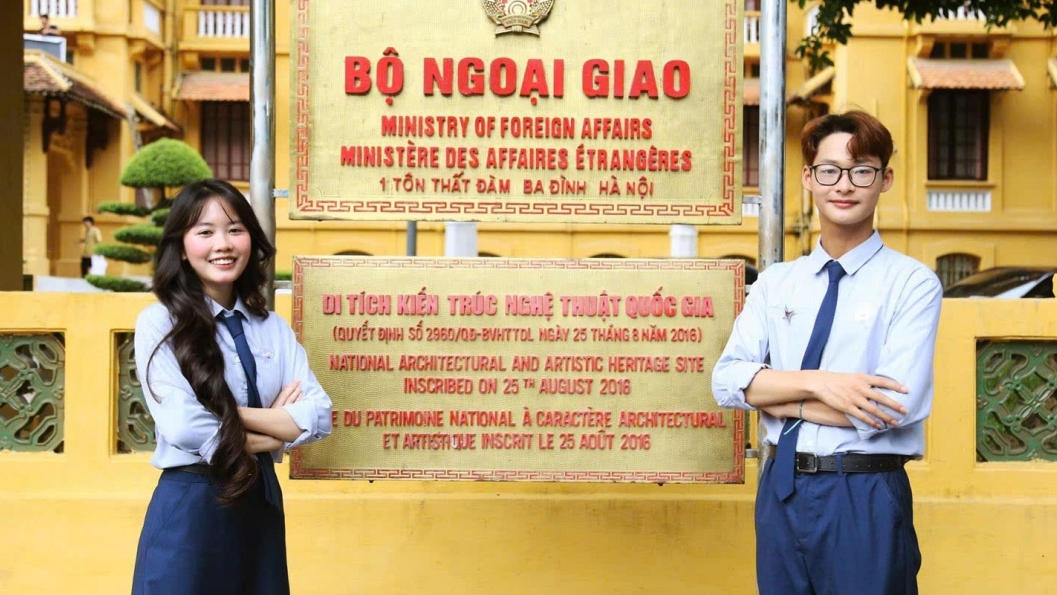 BỘ NGOẠI GIAO
MINISTRY OF FOREIGN AFFAIRS
MINISTÈRE DES AFFAIRES ÉTRANGÈRES
1 TÔN THẤT ĐÀM BA ĐÌNH HÀ NỘI
DI TÍCH KIẾN TRÚC NGHỆ THUẬT QUỐC GIA
(QUYẾT ĐỊNH SỐ 2960/QĐ-BVHTTDL NGÀY 25 THÁNG 8 NĂM 2016)
NATIONAL ARCHITECTURAL AND ARTISTIC HERITAGE SITE
INSCRIBED ON 25TH AUGUST 2016
E DU PATRIMOINE NATIONAL À CARACTÈRE ARCHITECTURAL
ET ARTISTIQUE INSCRIT LE 25 AOÛT 2016